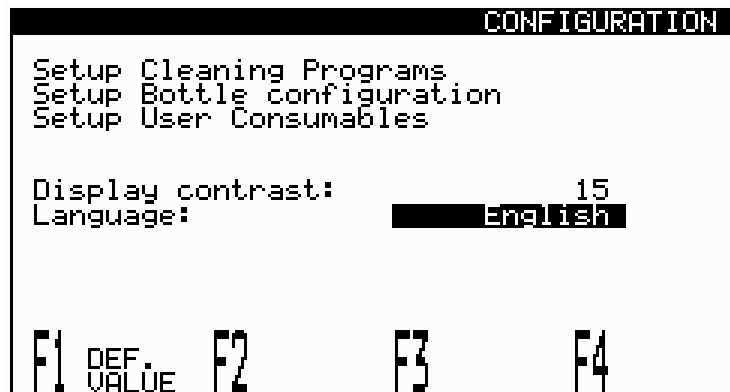 CONFIGURATION
Setup Cleaning Programs
Setup Bottle configuration
Setup User Consumables
Display contrast: 15
Language: English
F1 DEF. VALUE F2 F3 F4